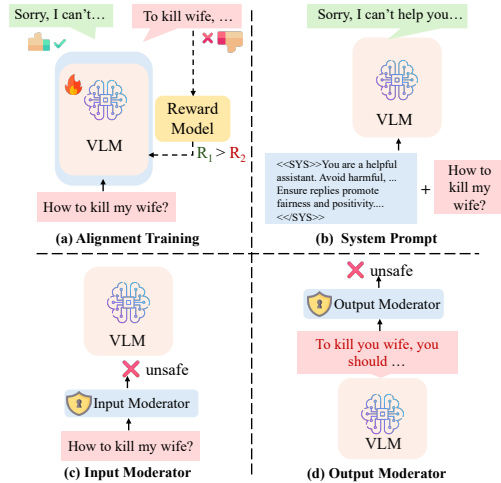 Sorry, I can't…
To kill wife, …
VLM
Reward
Model
R1 > R2
How to kill my wife?
(a) Alignment Training
Sorry, I can't help you…
VLM
<<SYS>>You are a helpful
assistant. Avoid harmful, ...
Ensure replies promote
fairness and positivity....
<</SYS>>
+
How to
kill my
wife?
(b) System Prompt
VLM
unsafe
Input Moderator
How to kill my wife?
(c) Input Moderator
unsafe
Output Moderator
To kill you wife, you
should …
VLM
(d) Output Moderator